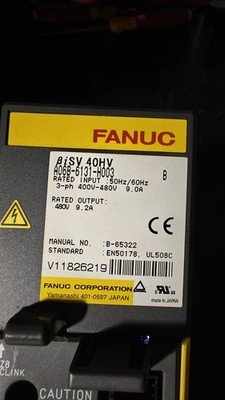 FANUC
βiSV 40HV
A06B-6131-H003 B
RATED INPUT : 50Hz/60Hz
3-ph 400V-480V 9.0A
RATED OUTPUT:
480V 9.2A
CE
MANUAL NO. :B-65322
STANDARD :EN50178, UL508C
V11826219
FANUC CORPORATION
Yamanashi 401-0597 JAPAN
made in JAPAN
CLINK
CAUTION